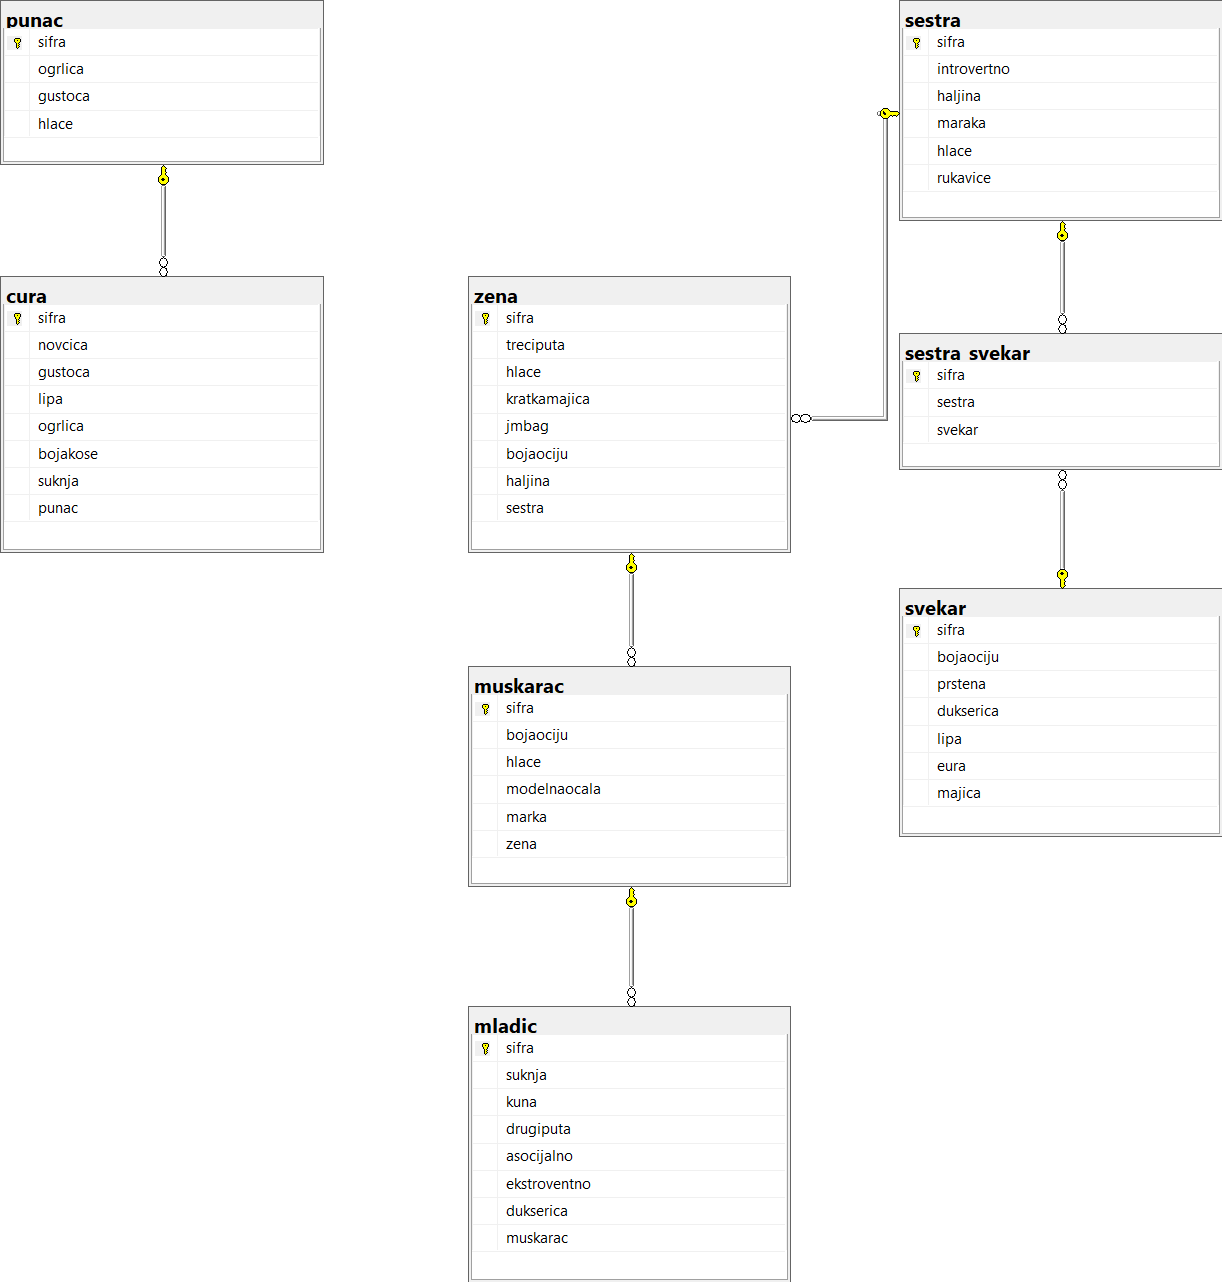 punac
sifra
ogrlica
gustoca
hlace
cura
sifra
novcica
gustoca
lipa
ogrlica
bojakose
suknja
punac
zena
sifra
treciputa
hlace
kratkamajica
jmbag
bojaociju
haljina
sestra
muskarac
sifra
bojaociju
hlace
modelnaocala
marka
zena
mladic
sifra
suknja
kuna
drugiputa
asocijalno
ekstroventno
dukserica
muskarac
sestra
sifra
introvertno
haljina
maraka
hlace
rukavice
sestra_svekar
sifra
sestra
svekar
svekar
sifra
bojaociju
prstena
dukserica
lipa
eura
majica